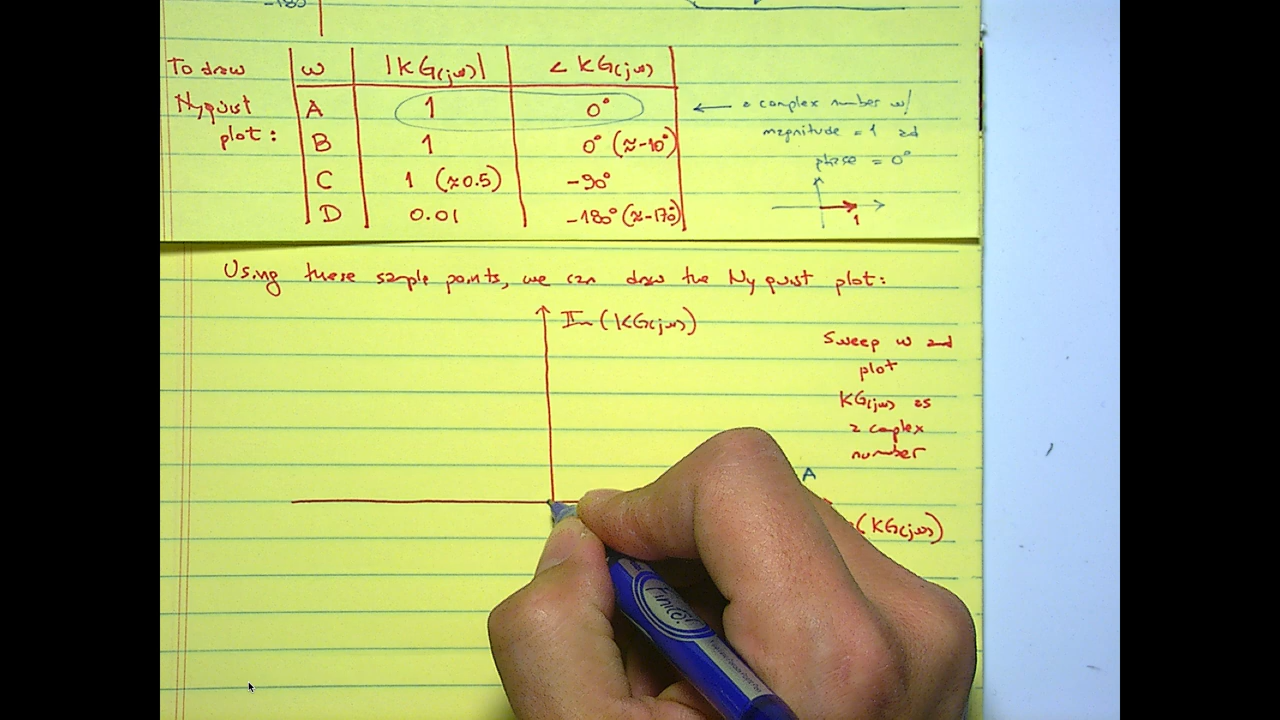 -180
To draw
Nyquist
plot:
ω |KG(jω)| ∠ KG(jω)
A 1 0°
B 1 0° (≈-10°)
C 1 (≈0.5) -90°
D 0.01 -180° (≈-170°)
← a complex number w/
magnitude = 1 ad
phase = 0°
1
Using these sample points, we can draw the Nyquist plot:
Im(KG(jω))
Sweep ω and
plot
KG(jω) as
a complex
number
A
(KG(jω))